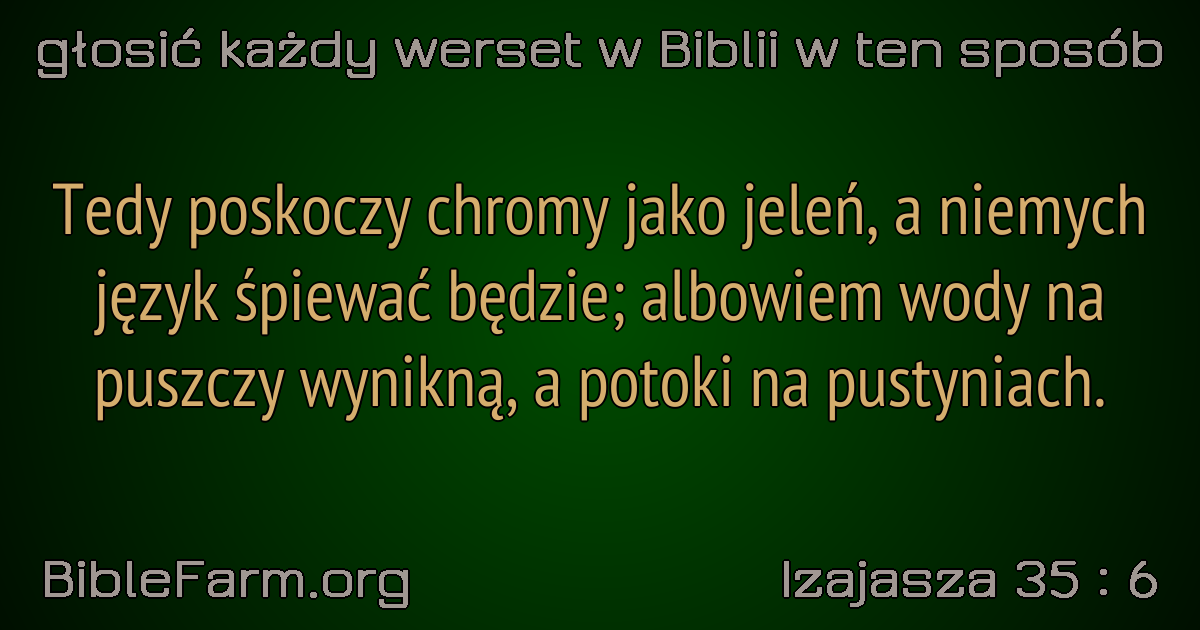 głosić każdy werset w Biblii w ten sposób
Tedy poskoczy chromy jako jeleń, a niemych
język śpiewać będzie; albowiem wody na
puszczy wynikną, a potoki na pustyniach.
BibleFarm.org
Izajasza 35 : 6